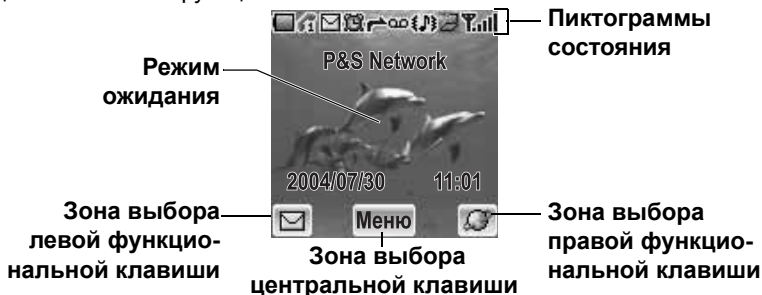 Пиктограммы
состояния
Режим
ожидания
P&S Network
2004/07/30 11:01
Меню
Зона выбора
левой функцио-
нальной клавиши
Зона выбора
центральной клавиши
Зона выбора
правой функцио-
нальной клавиши